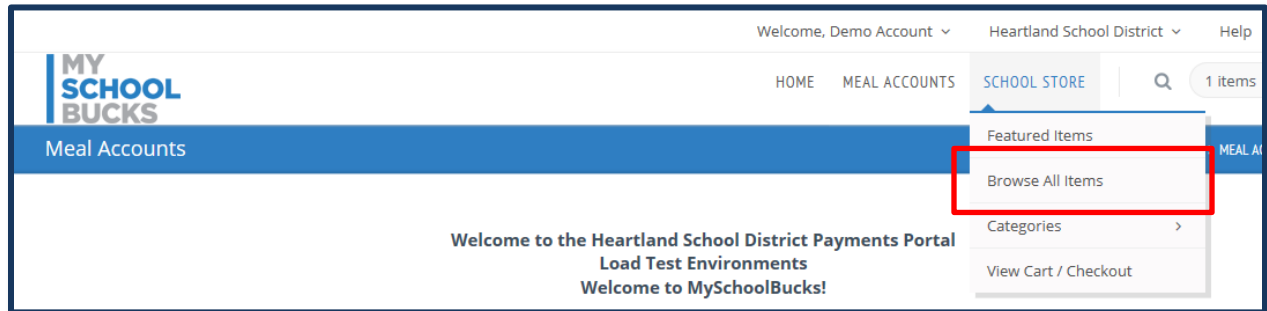 Welcome, Demo Account
Heartland School District
Help
MY
SCHOOL
BUCKS
HOME
MEAL ACCOUNTS
SCHOOL STORE
1 items
Meal Accounts
MEAL
Featured Items
Browse All Items
Categories
View Cart / Checkout
Welcome to the Heartland School District Payments Portal
Load Test Environments
Welcome to MySchoolBucks!